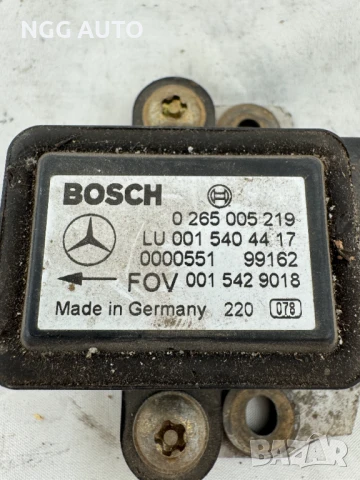 NGG AUTO
BOSCH
0 265 005 219
LU 001 540 44 17
0000551 99162
FOV 001 542 9018
Made in Germany 220 078
BAZAR